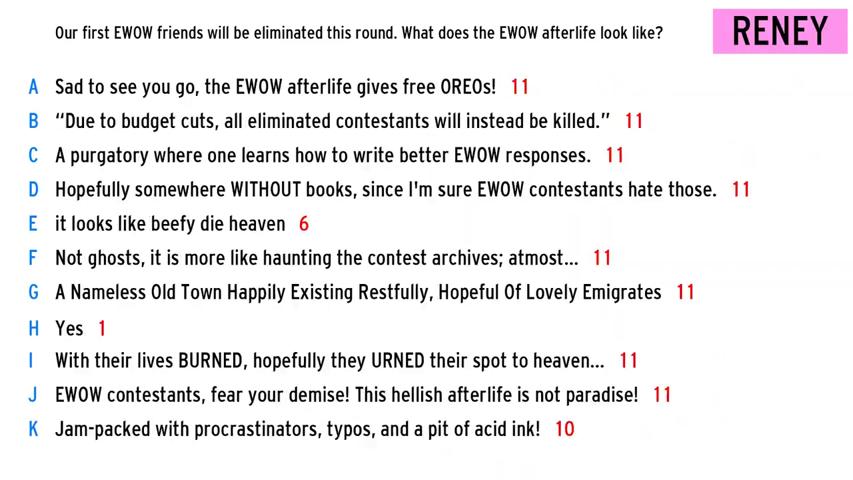 Our first EWOW friends will be eliminated this round. What does the EWOW afterlife look like?
RENEY
A Sad to see you go, the EWOW afterlife gives free OREOs! 11
B “Due to budget cuts, all eliminated contestants will instead be killed.” 11
C A purgatory where one learns how to write better EWOW responses. 11
D Hopefully somewhere WITHOUT books, since I'm sure EWOW contestants hate those. 11
E it looks like beefy die heaven 6
F Not ghosts, it is more like haunting the contest archives; atmost... 11
G A Nameless Old Town Happily Existing Restfully, Hopeful Of Lovely Emigrates 11
H Yes 1
I With their lives BURNED, hopefully they URNED their spot to heaven... 11
J EWOW contestants, fear your demise! This hellish afterlife is not paradise! 11
K Jam-packed with procrastinators, typos, and a pit of acid ink! 10